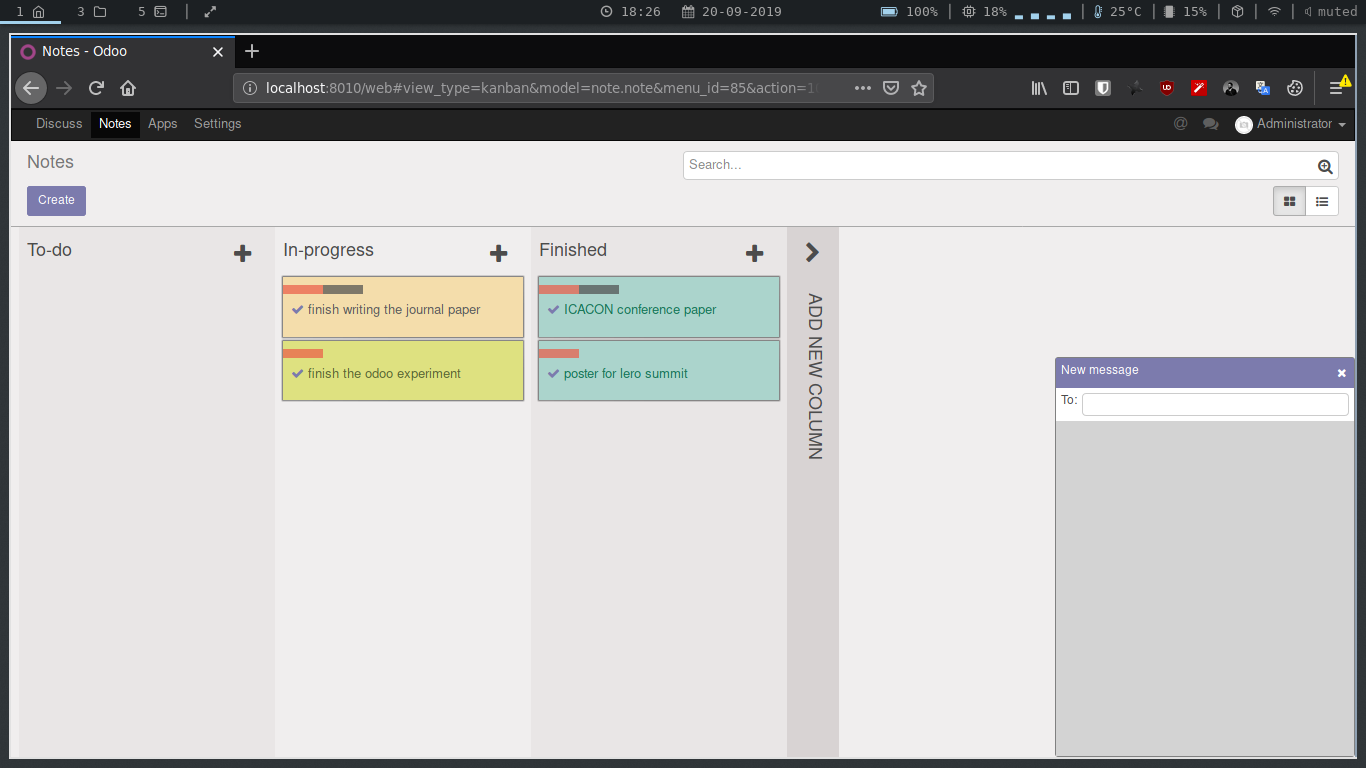 1 3 5 18:26 20-09-2019 100% 18% 25°C 15% muted
Notes - Odoo
localhost:8010/web#view_type=kanban&model=note.note&menu_id=85&action=1
Discuss Notes Apps Settings @ Administrator
Notes
Search...
Create
To-do In-progress Finished
finish writing the journal paper
ICACON conference paper
finish the odoo experiment
poster for lero summit
ADD NEW COLUMN
New message
To: